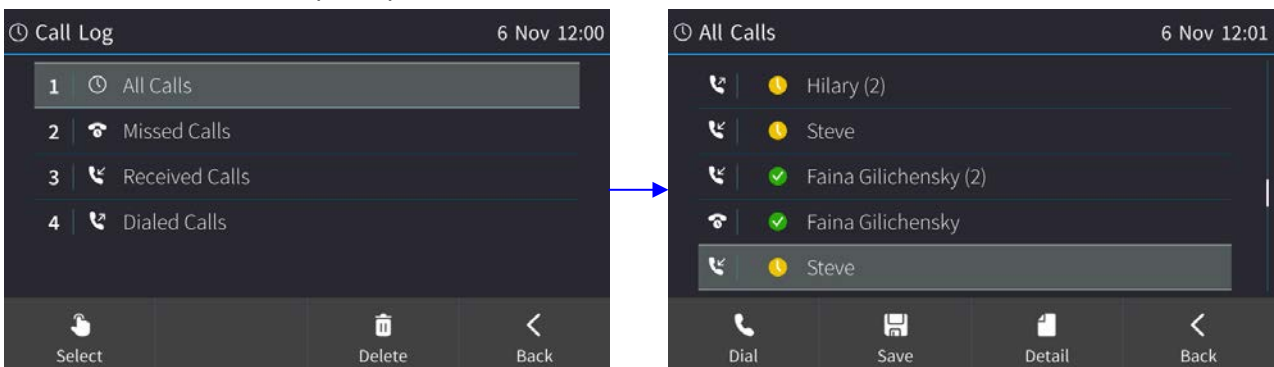 Call Log 6 Nov 12:00
1 All Calls
2 Missed Calls
3 Received Calls
4 Dialed Calls
Select Delete Back
All Calls 6 Nov 12:01
Hilary (2)
Steve
Faina Gilichensky (2)
Faina Gilichensky
Steve
Dial Save Detail Back